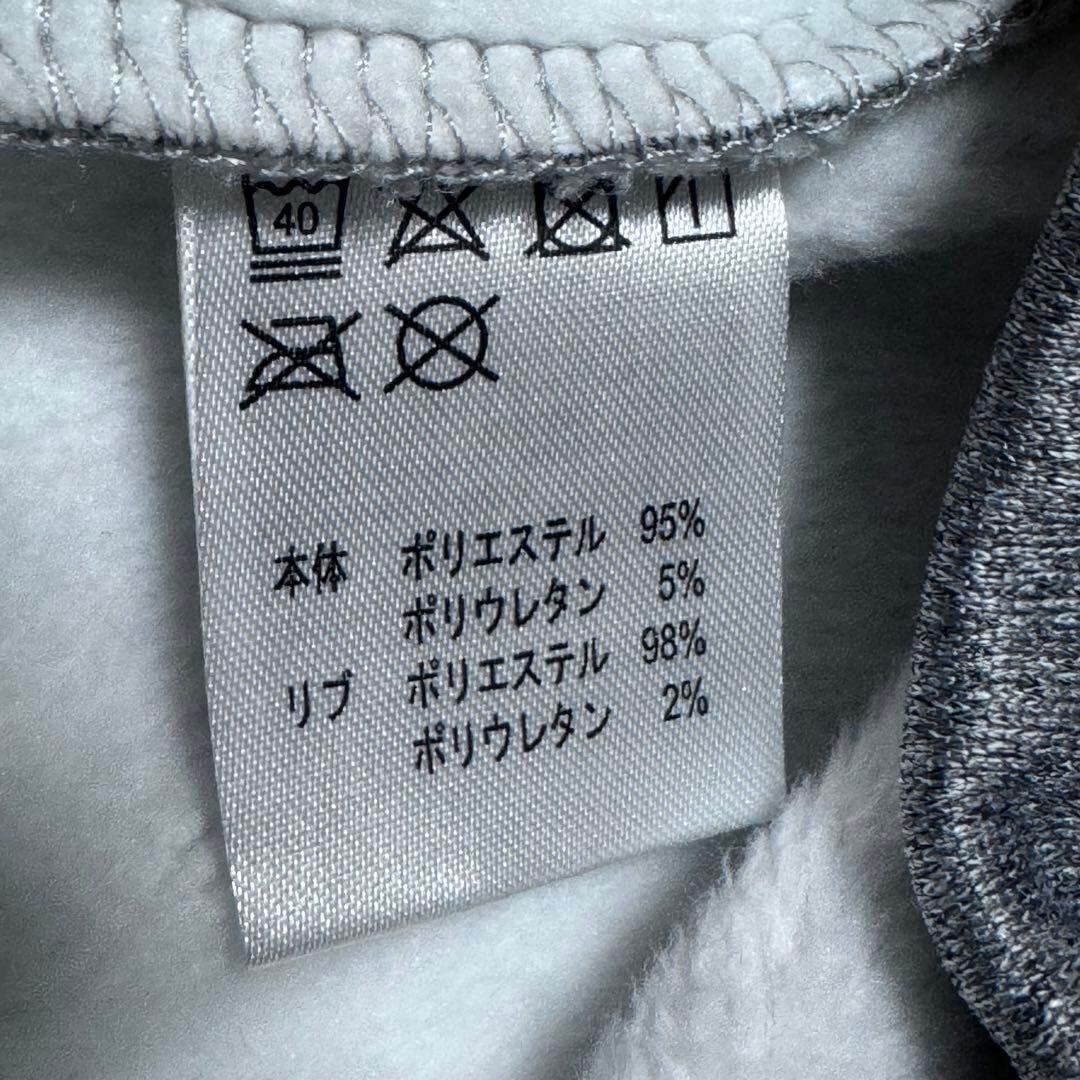 40
本体 ポリエステル 95%
ポリウレタン 5%
リブ ポリエステル 98%
ポリウレタン 2%